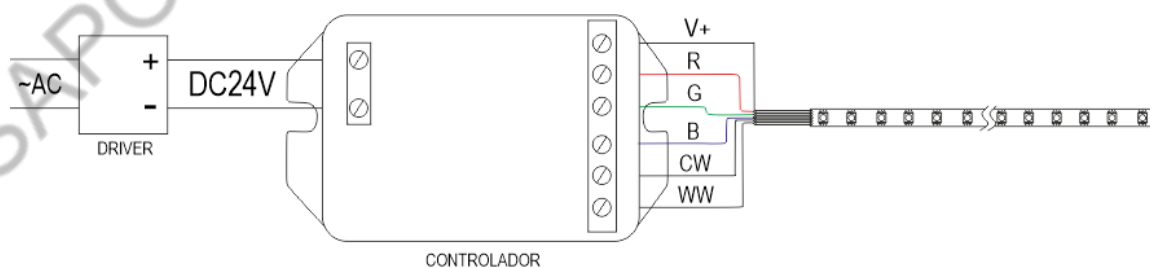 ~AC
+
-
DRIVER
DC24V
CONTROLADOR
V+
R
G
B
CW
WW